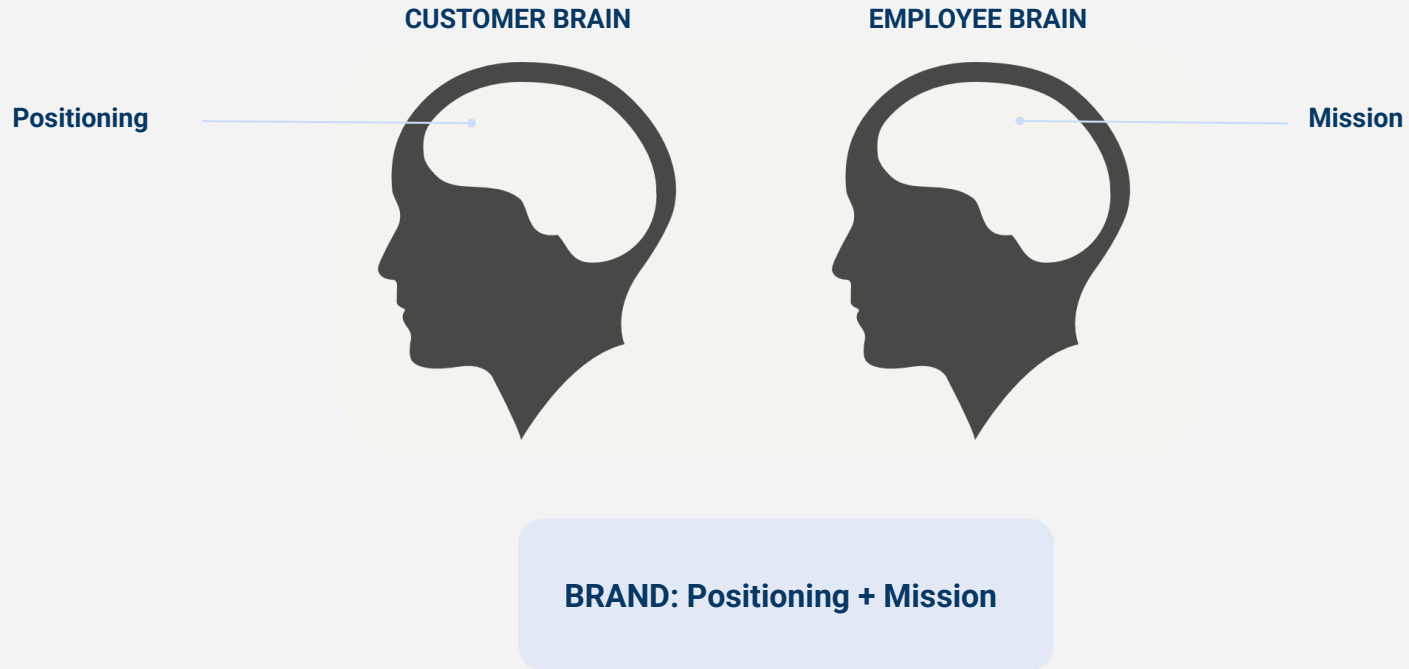 CUSTOMER BRAIN
EMPLOYEE BRAIN
Positioning
Mission
BRAND: Positioning + Mission